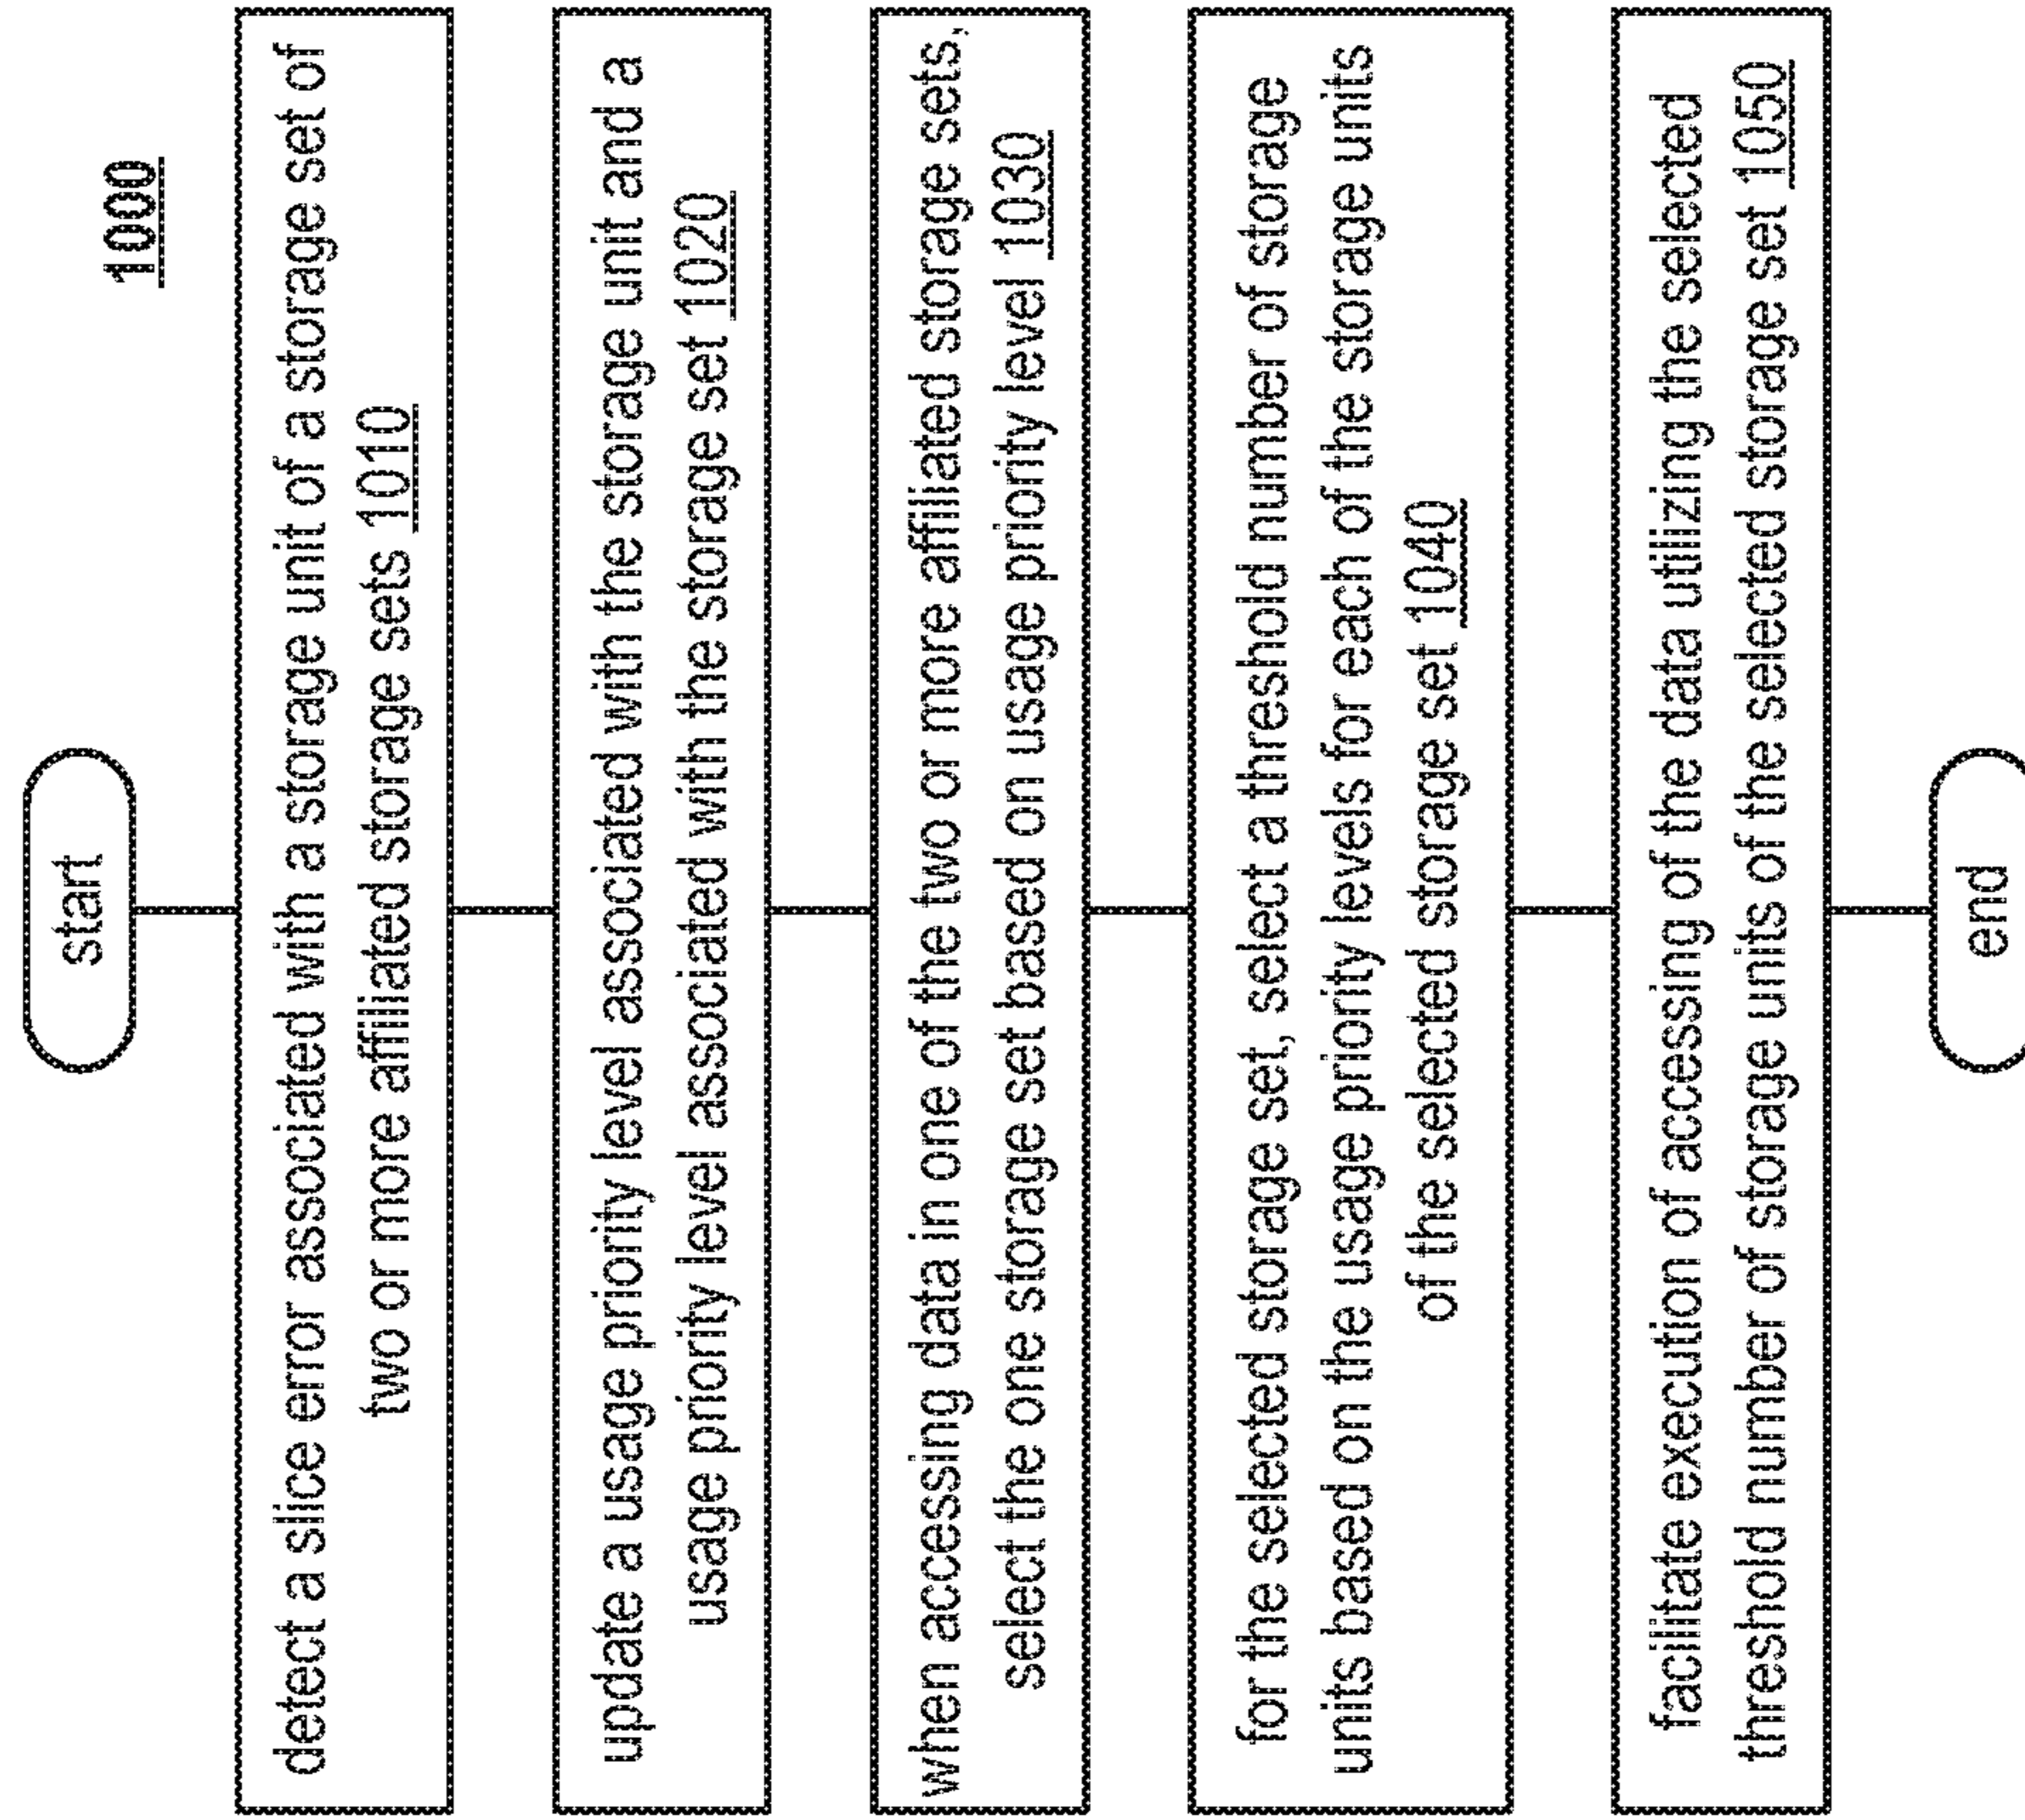 1000
start
detect a slice error associated with a storage unit of a storage set of
two or more affiliated storage sets 1010
update a usage priority level associated with the storage unit and a
usage priority level associated with the storage set 1020
when accessing data in one of the two or more affiliated storage sets,
select the one storage set based on usage priority level 1030
for the selected storage set, select a threshold number of storage
units based on the usage priority levels for each of the storage units
of the selected storage set 1040
facilitate execution of accessing of the data utilizing the selected
threshold number of storage units of the selected storage set 1050
end